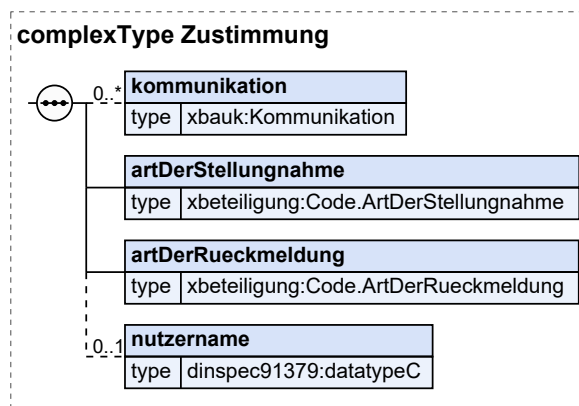 complexType Zustimmung
0..* kommunikation
type xbauk:Kommunikation
artDerStellungnahme
type xbeteiligung:Code.ArtDerStellungnahme
artDerRueckmeldung
type xbeteiligung:Code.ArtDerRueckmeldung
0..1 nutzername
type dinspec91379:datatypeC